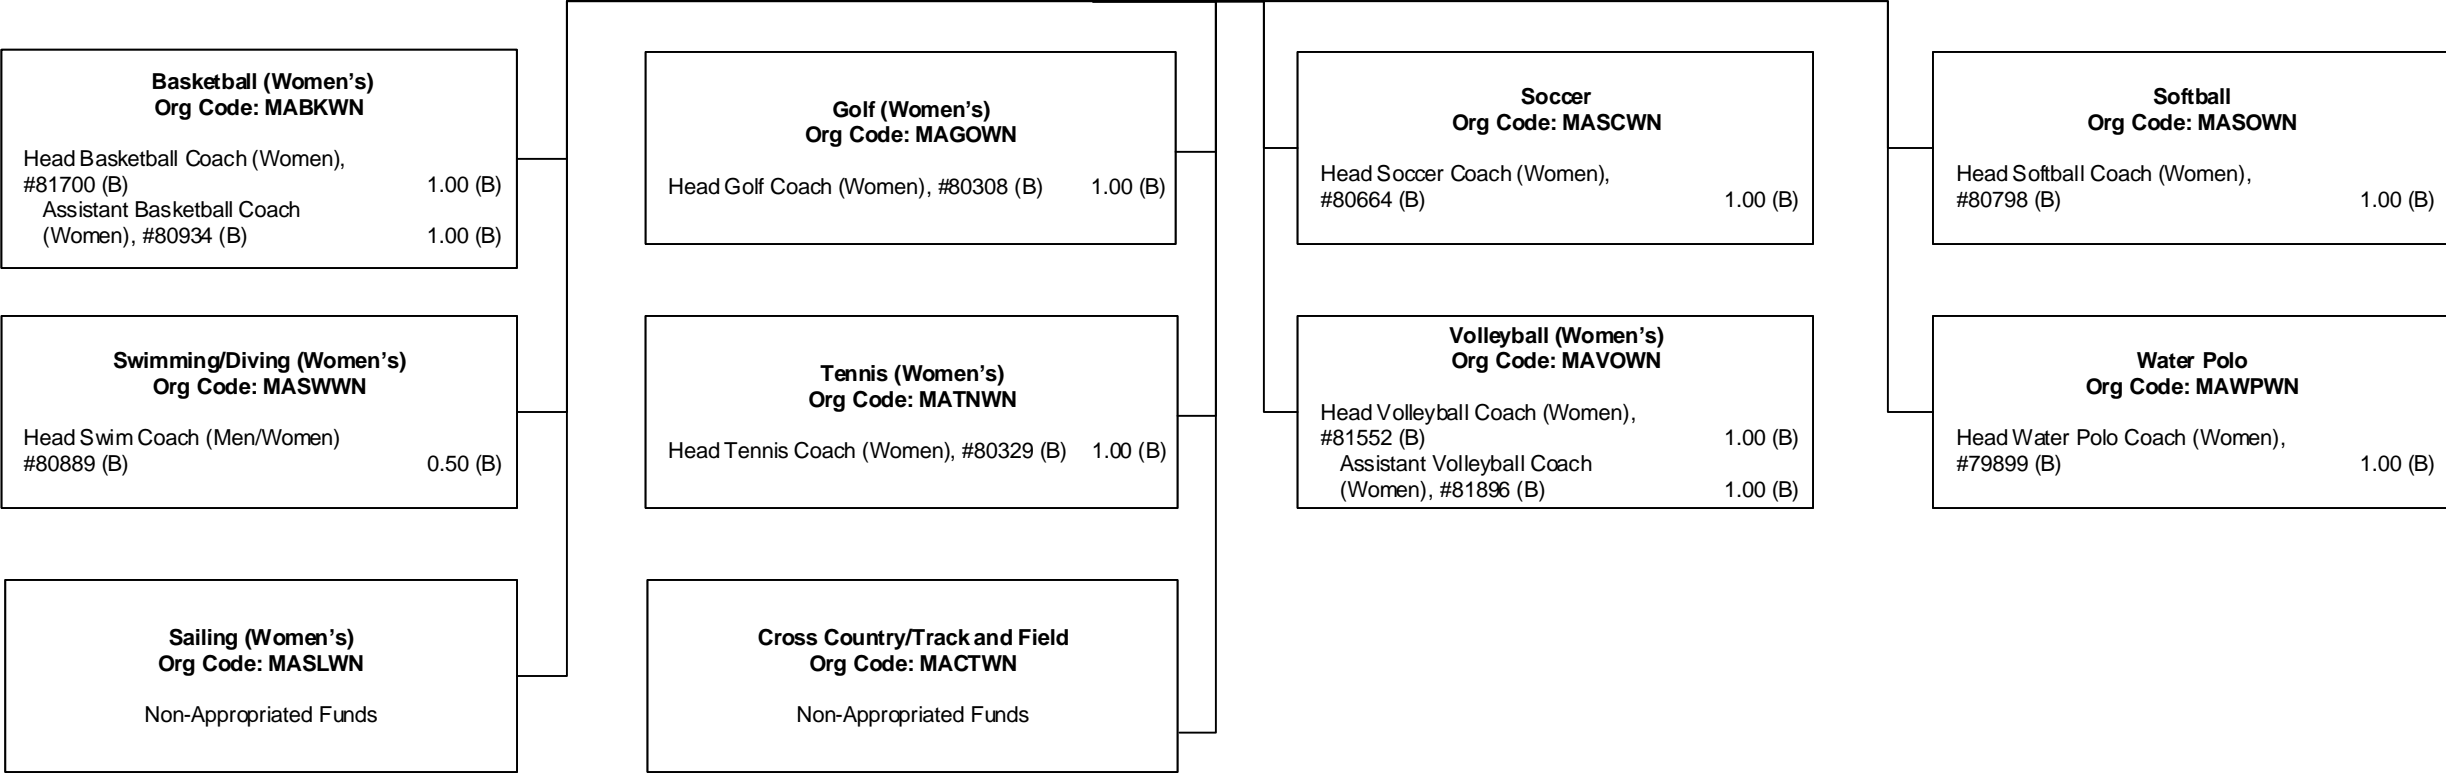 Basketball (Women’s)
Org Code: MABKWN
Head Basketball Coach (Women),
#81700 (B) 1.00 (B)
Assistant Basketball Coach
(Women), #80934 (B) 1.00 (B)
Golf (Women’s)
Org Code: MAGOWN
Head Golf Coach (Women), #80308 (B) 1.00 (B)
Soccer
Org Code: MASCWN
Head Soccer Coach (Women),
#80664 (B) 1.00 (B)
Softball
Org Code: MASOWN
Head Softball Coach (Women),
#80798 (B) 1.00 (B)
Swimming/Diving (Women’s)
Org Code: MASWWN
Head Swim Coach (Men/Women)
#80889 (B) 0.50 (B)
Tennis (Women’s)
Org Code: MATNWN
Head Tennis Coach (Women), #80329 (B) 1.00 (B)
Volleyball (Women’s)
Org Code: MAVOWN
Head Volleyball Coach (Women),
#81552 (B) 1.00 (B)
Assistant Volleyball Coach
(Women), #81896 (B) 1.00 (B)
Water Polo
Org Code: MAWPWN
Head Water Polo Coach (Women),
#79899 (B) 1.00 (B)
Sailing (Women’s)
Org Code: MASLWN
Non-Appropriated Funds
Cross Country/Track and Field
Org Code: MACTWN
Non-Appropriated Funds